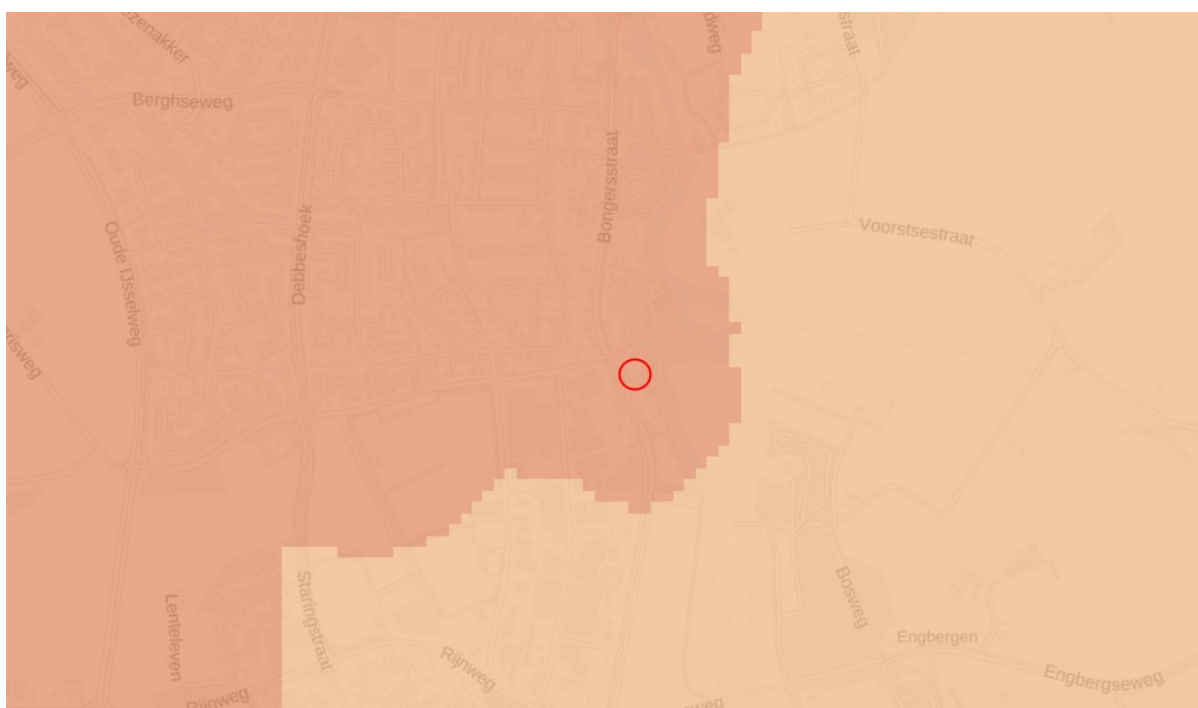 Berghseweg
Bongersstraat
Oude IJsselweg
Debbeshoek
Voorstsestraat
Lenteleven
Staringstraat
Rijnweg
Rijnweg
Bosweg
Engbergen
Engbergseweg